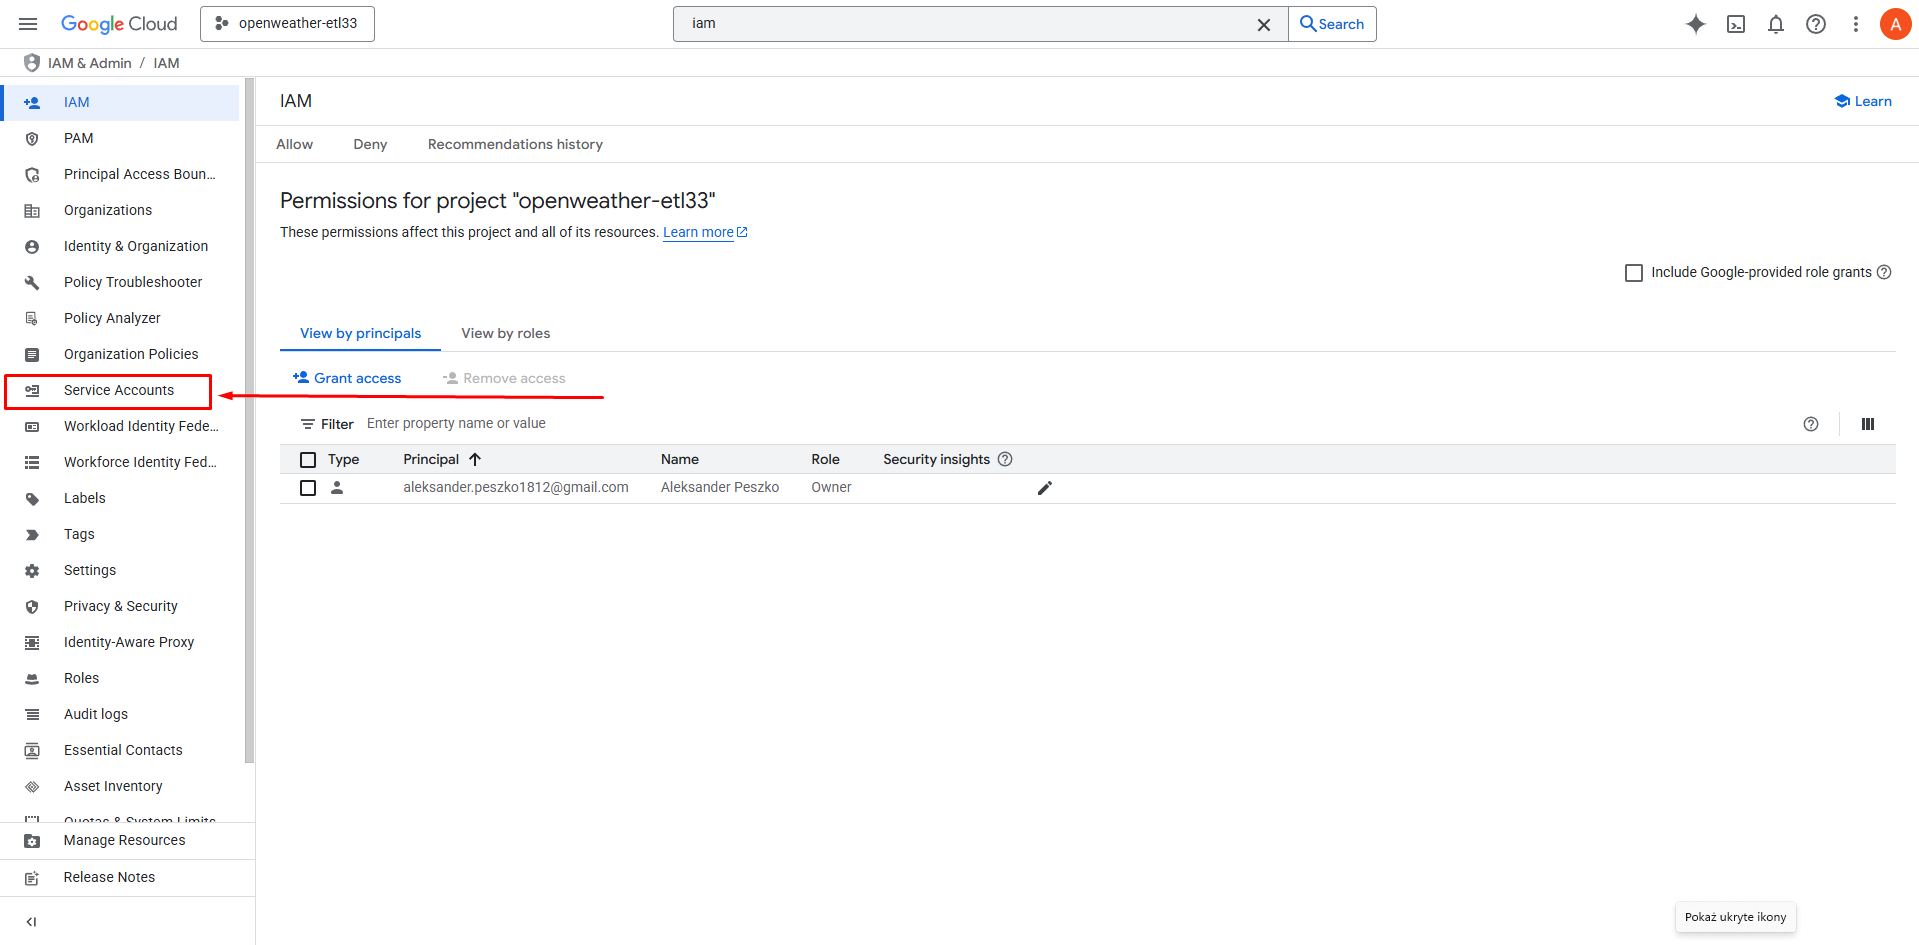 Google Cloud
openweather-etl33
iam
Search
A
IAM & Admin / IAM
IAM
PAM
Principal Access Boun...
Organizations
Identity & Organization
Policy Troubleshooter
Policy Analyzer
Organization Policies
Service Accounts
Workload Identity Fede...
Workforce Identity Fed...
Labels
Tags
Settings
Privacy & Security
Identity-Aware Proxy
Roles
Audit logs
Essential Contacts
Asset Inventory
Quotas & System Limits
Manage Resources
Release Notes
IAM
Learn
Allow
Deny
Recommendations history
Permissions for project "openweather-etl33"
These permissions affect this project and all of its resources. Learn more
Include Google-provided role grants
View by principals
View by roles
Grant access
Remove access
Filter Enter property name or value
Type Principal Name Role Security insights
aleksander.peszko1812@gmail.com Aleksander Peszko Owner
Pokaż ukryte ikony